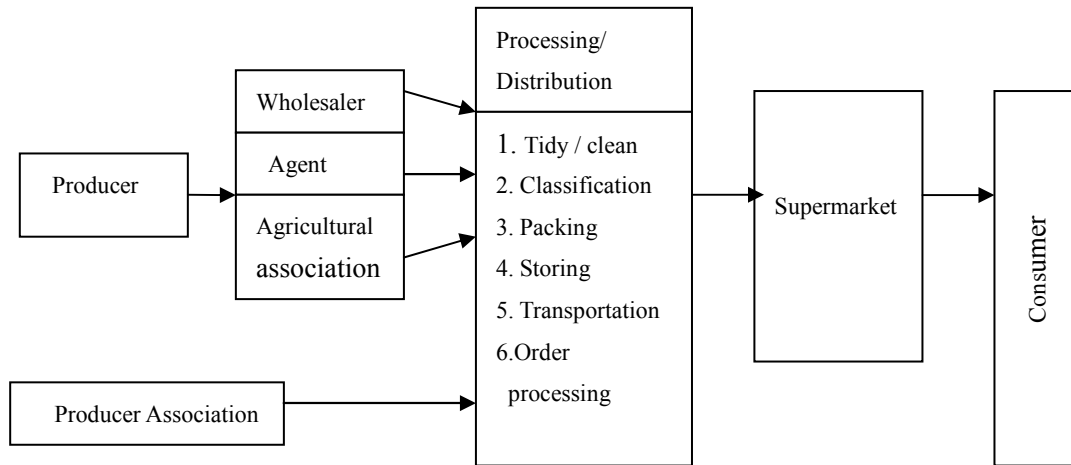 Producer
Wholesaler
Agent
Agricultural
association
Producer Association
Processing/
Distribution
1. Tidy / clean
2. Classification
3. Packing
4. Storing
5. Transportation
6.Order
processing
Supermarket
Consumer